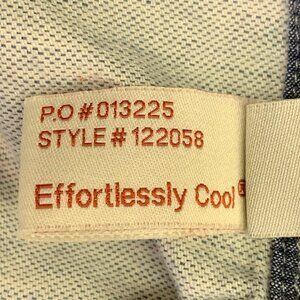 P.O # 013225
STYLE # 122058
Effortlessly Cool